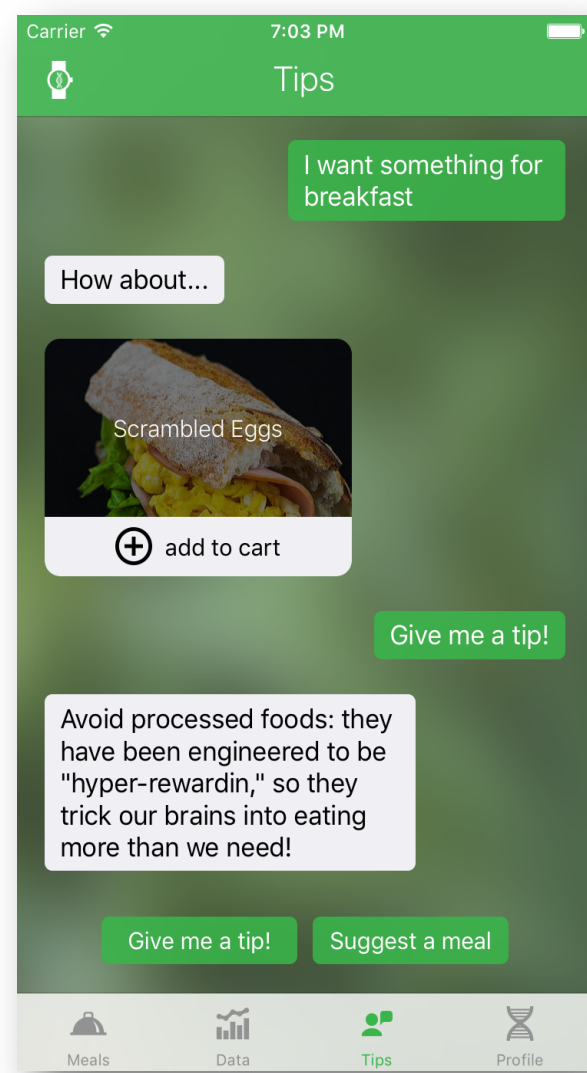 Carrier
7:03 PM
Tips
I want something for
breakfast
How about...
Scrambled Eggs
add to cart
Give me a tip!
Avoid processed foods: they
have been engineered to be
"hyper-rewardin," so they
trick our brains into eating
more than we need!
Give me a tip!
Suggest a meal
Meals
Data
Tips
Profile